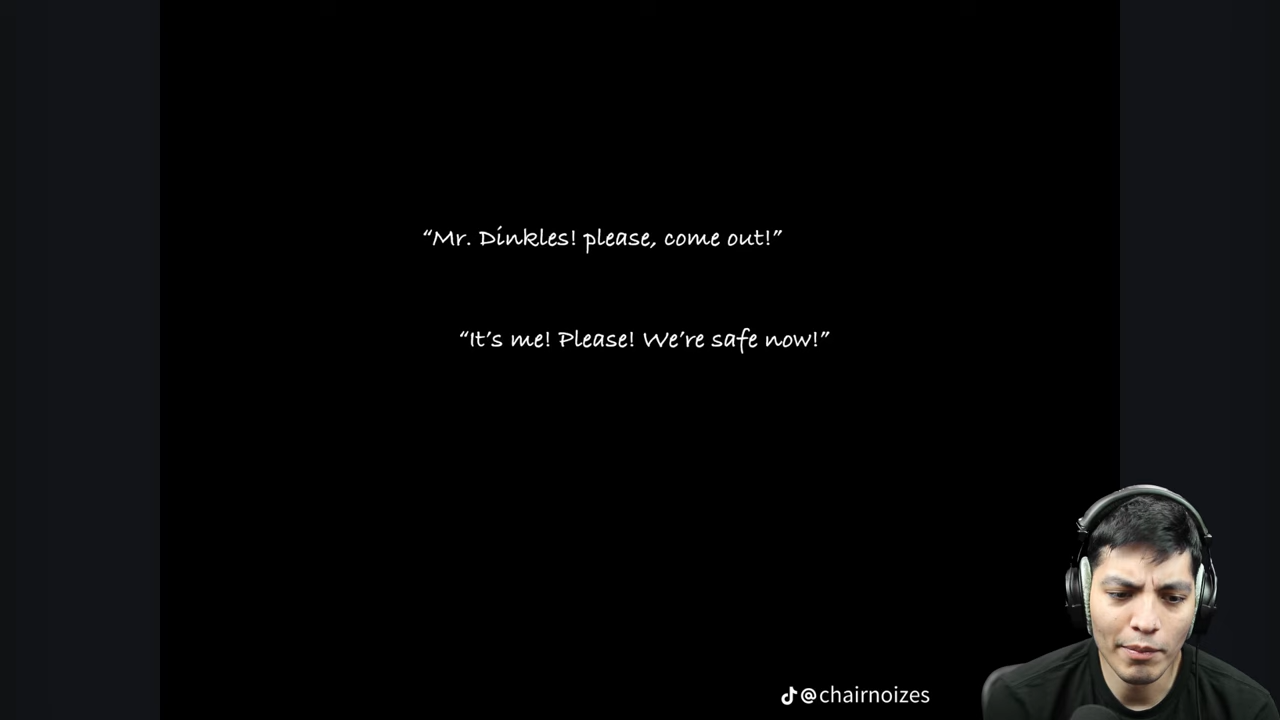 “Mr. Dinkles! please, come out!”
“It’s me! Please! We’re safe now!”
@chairnoizes